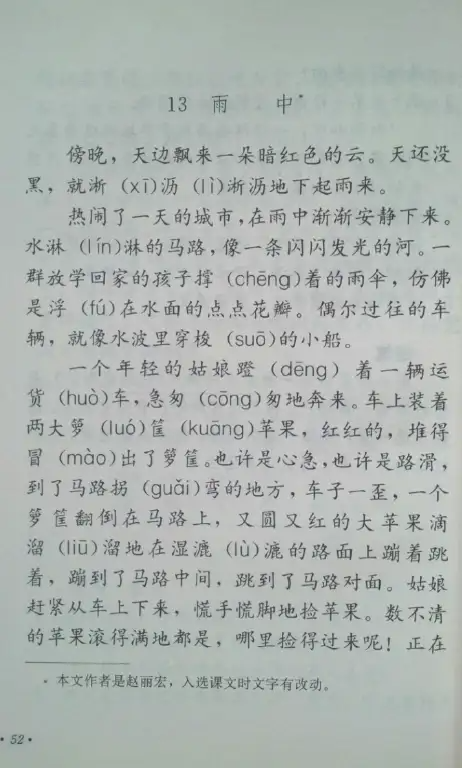 13 雨 中*
傍晚，天边飘来一朵暗红色的云。天还没
黑，就淅（xī）沥（lì）淅沥地下起雨来。
热闹了一天的城市，在雨中渐渐安静下来。
水淋（lín）淋的马路，像一条闪闪发光的河。一
群放学回家的孩子撑（chēng）着的雨伞，仿佛
是浮（fú）在水面的点点花瓣。偶尔过往的车
辆，就像水波里穿梭（suō）的小船。
一个年轻的姑娘蹬（dēng）着一辆运
货（huò）车，急匆（cōng）匆地奔来。车上装着
两大箩（luó）筐（kuāng）苹果，红红的，堆得
冒（mào）出了箩筐。也许是心急，也许是路滑，
到了马路拐（guǎi）弯的地方，车子一歪，一个
箩筐翻倒在马路上，又圆又红的大苹果滴
溜（liū）溜地在湿漉（lù）漉的路面上蹦着跳
着，蹦到了马路中间，跳到了马路对面。姑娘
赶紧从车上下来，慌手慌脚地捡苹果。数不清
的苹果滚得满地都是，哪里捡得过来呢！正在
* 本文作者是赵丽宏，入选课文时文字有改动。
·52·